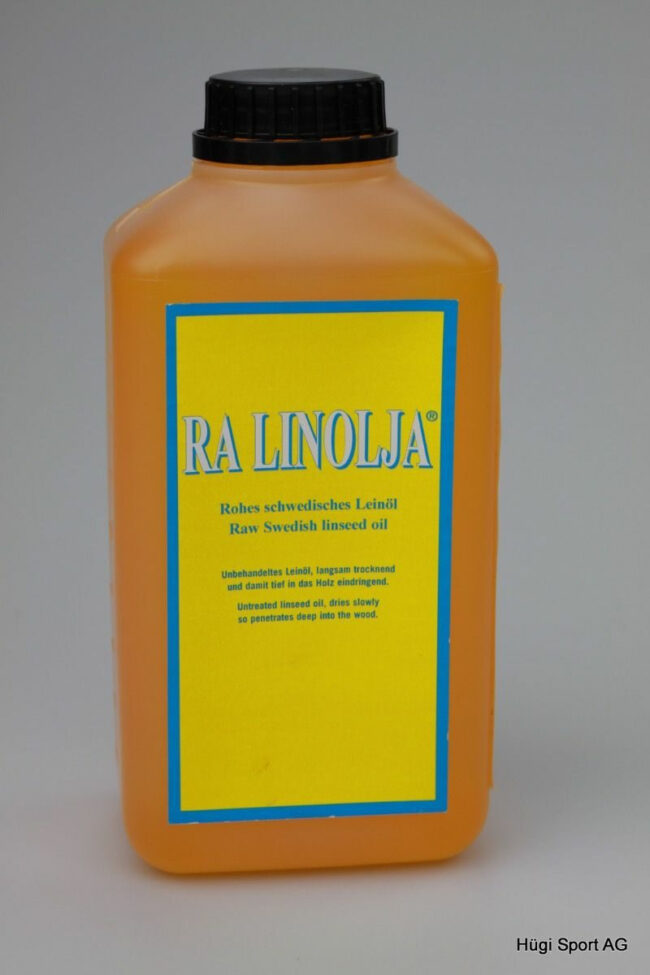 RA LINOLJA®
Rohes schwedisches Leinöl
Raw Swedish linseed oil
Unbehandeltes Leinöl, langsam trocknend
und damit tief in das Holz eindringend.
Untreated linseed oil, dries slowly
so penetrates deep into the wood.
Hügi Sport AG